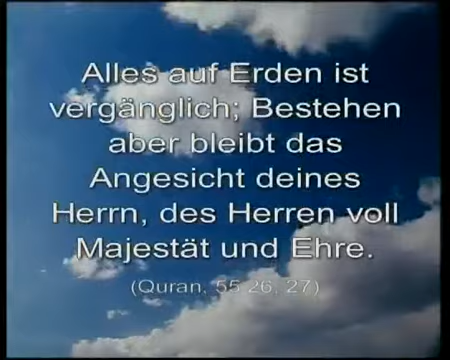 Alles auf Erden ist
vergänglich; Bestehen
aber bleibt das
Angesicht deines
Herrn, des Herren voll
Majestät und Ehre.
(Quran, 55 26, 27)